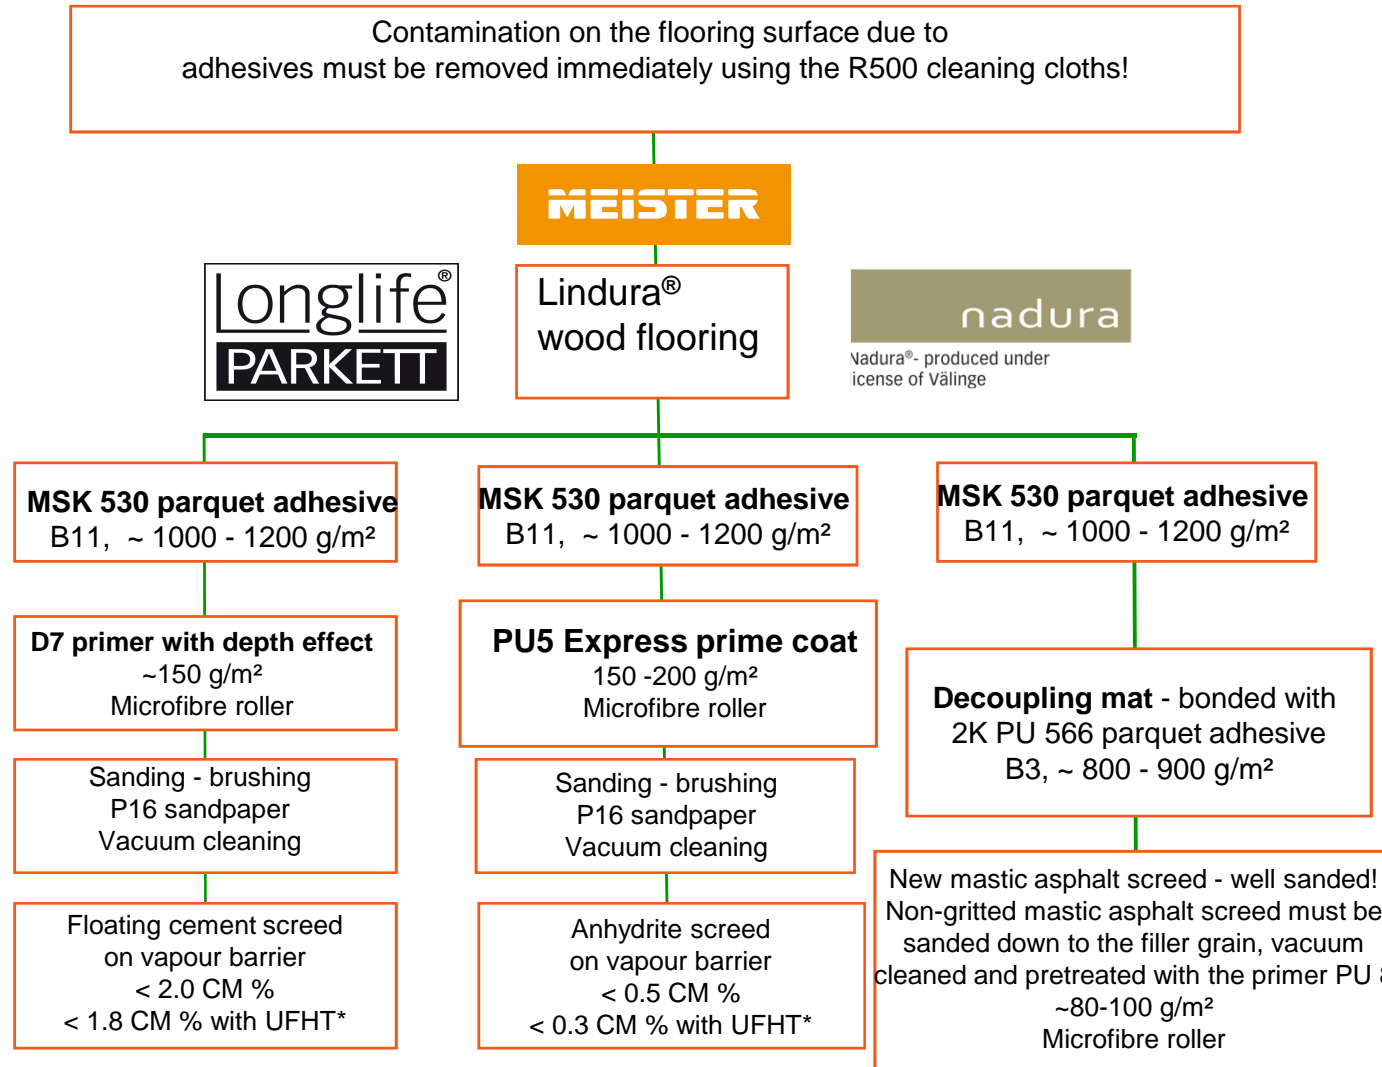 Contamination on the flooring surface due to
adhesives must be removed immediately using the R500 cleaning cloths!
MEISTER
Longlife®
PARKETT
Lindura®
wood flooring
nadura
Nadura®- produced under
icense of Välinge
MSK 530 parquet adhesive
B11, ~ 1000 - 1200 g/m²
MSK 530 parquet adhesive
B11, ~ 1000 - 1200 g/m²
MSK 530 parquet adhesive
B11, ~ 1000 - 1200 g/m²
D7 primer with depth effect
~150 g/m²
Microfibre roller
PU5 Express prime coat
150 -200 g/m²
Microfibre roller
Decoupling mat - bonded with
2K PU 566 parquet adhesive
B3, ~ 800 - 900 g/m²
Sanding - brushing
P16 sandpaper
Vacuum cleaning
Sanding - brushing
P16 sandpaper
Vacuum cleaning
New mastic asphalt screed - well sanded!
Non-gritted mastic asphalt screed must be
sanded down to the filler grain, vacuum
cleaned and pretreated with the primer PU
~80-100 g/m²
Microfibre roller
Floating cement screed
on vapour barrier
< 2.0 CM %
< 1.8 CM % with UFHT*
Anhydrite screed
on vapour barrier
< 0.5 CM %
< 0.3 CM % with UFHT*